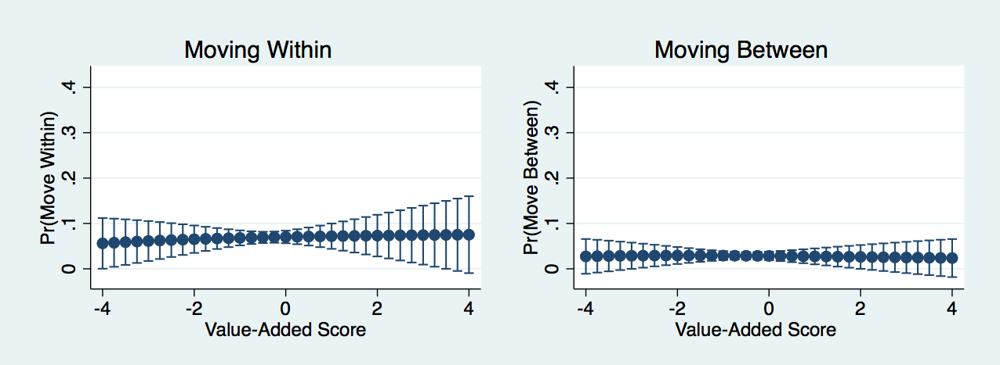 Moving Within
Pr(Move Within)
.4
.3
.2
.1
0
-4 -2 0 2 4
Value-Added Score
Moving Between
Pr(Move Between)
.4
.3
.2
.1
0
-4 -2 0 2 4
Value-Added Score